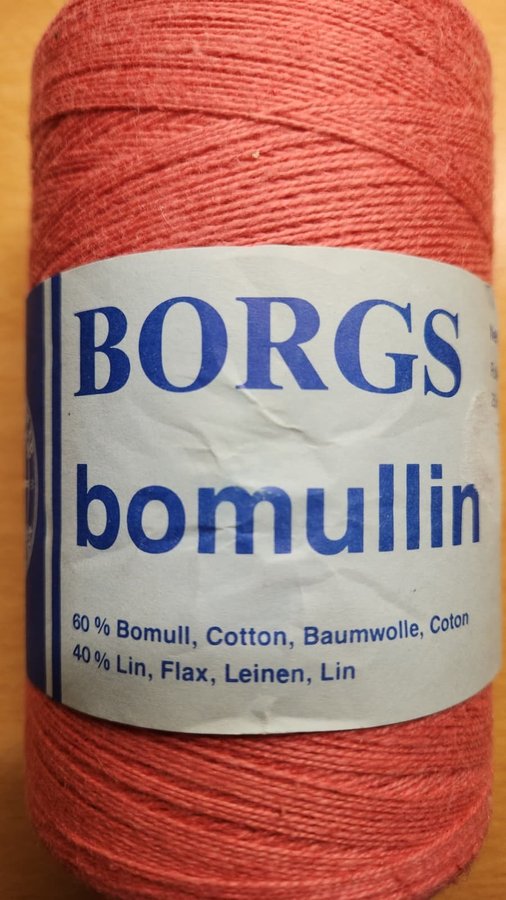 BORGS
bomullin
60 % Bomull, Cotton, Baumwolle, Coton
40 % Lin, Flax, Leinen, Lin